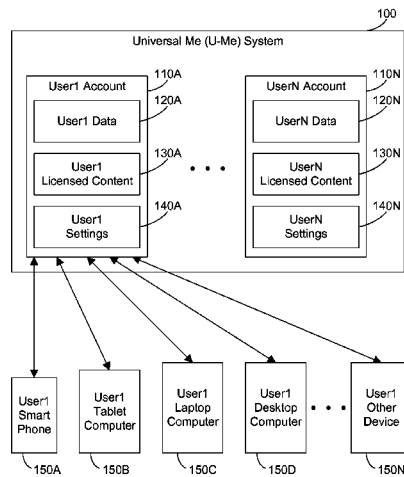 100
Universal Me (U-Me) System
110A
User1 Account
120A
User1 Data
130A
User1
Licensed Content
140A
User1
Settings
110N
UserN Account
120N
UserN Data
130N
UserN
Licensed Content
140N
UserN
Settings
User1
Smart
Phone
150A
User1
Tablet
Computer
150B
User1
Laptop
Computer
150C
User1
Desktop
Computer
150D
User1
Other
Device
150N